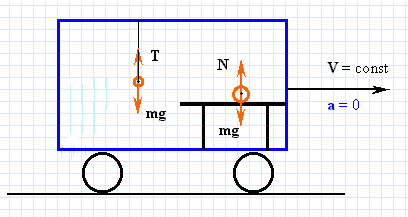 T
N
V = const
a = 0
mg
mg